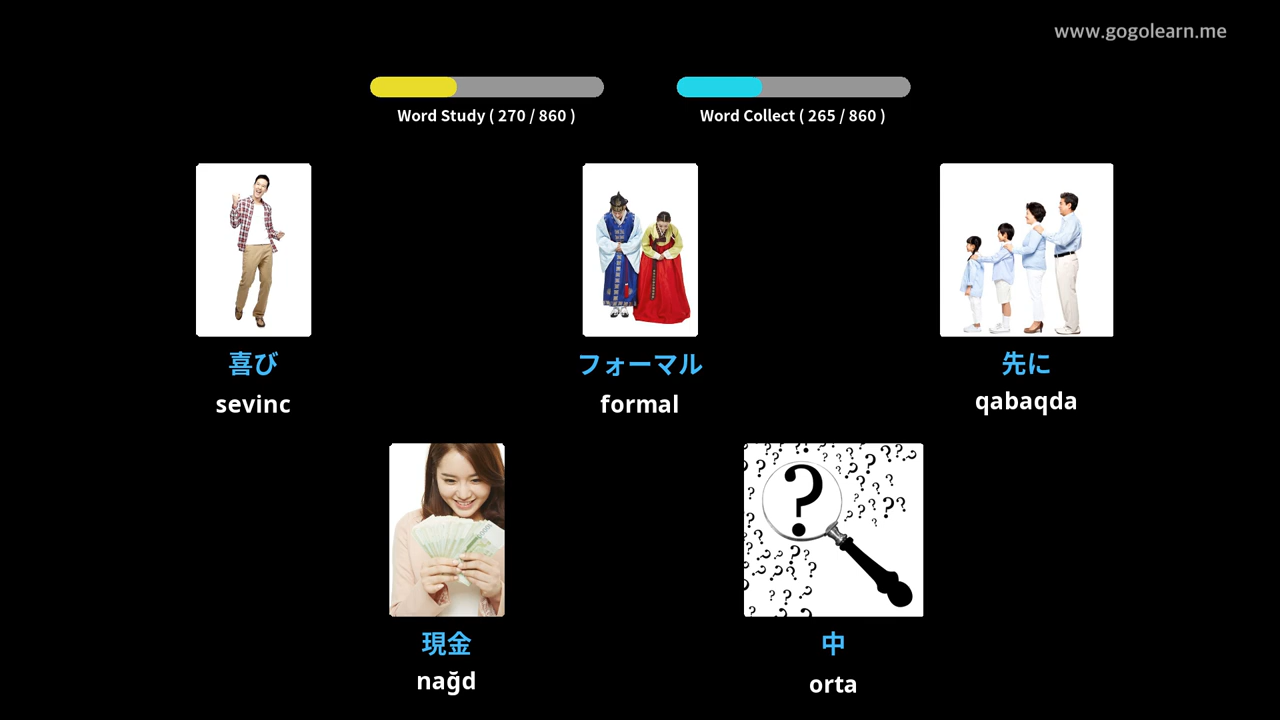 www.gogolearn.me
Word Study ( 270 / 860 )
Word Collect ( 265 / 860 )
喜び
sevinc
フォーマル
formal
先に
qabaqda
現金
nağd
中
orta